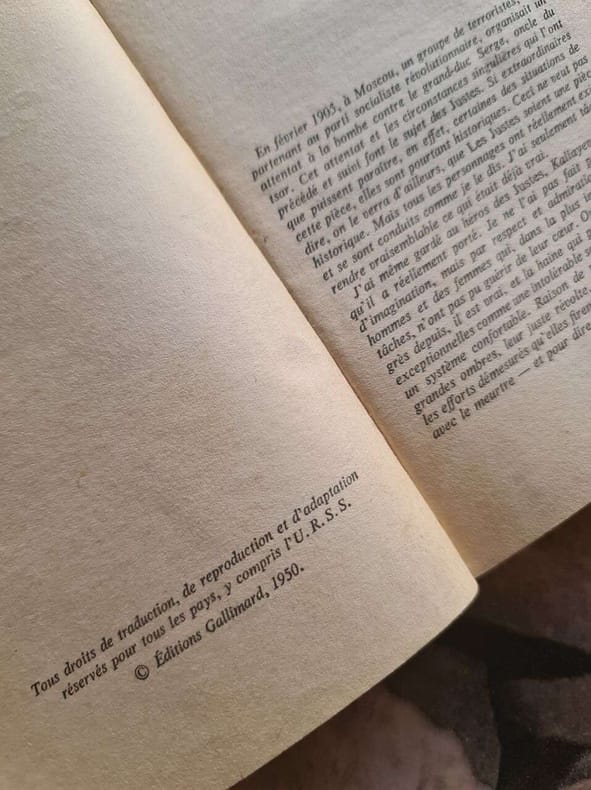 Tous droits de traduction, de reproduction et d'adaptation
réservés pour tous les pays, y compris l'U.R.S.S.
© Éditions Gallimard, 1950.
En février 1905, à Moscou, un groupe de terroristes,
partenant au parti socialiste révolutionnaire, organisait un
attentat à la bombe contre le grand-duc Serge, oncle du
tsar. Cet attentat et les circonstances singulières qui l'ont
précédé et suivi font le sujet des Justes. Si extraordinaires
que puissent paraître, en effet, certaines des situations de
cette pièce, elles sont pourtant historiques. Ceci ne veut pas
dire, on le verra d'ailleurs, que Les Justes soient une pièce
historique. Mais tous les personnages ont réellement
et se sont conduits comme je le dis. J'ai seulement
rendre vraisemblable ce qui était déjà vrai.
J'ai même gardé au héros des Justes, Kaliayev
qu'il a réellement porté. Je ne l'ai pas fait
d'imagination, mais par respect et admiration
hommes et des femmes qui, dans la plus
tâches, n'ont pas pu guérir de leur cœur. On
grès depuis, il est vrai, et la haine qui
exceptionnelles comme une intolérable
un système confortable. Raison de
grandes ombres, leur juste révolte,
les efforts démesurés qu'elles firent
avec le meurtre — et pour dire